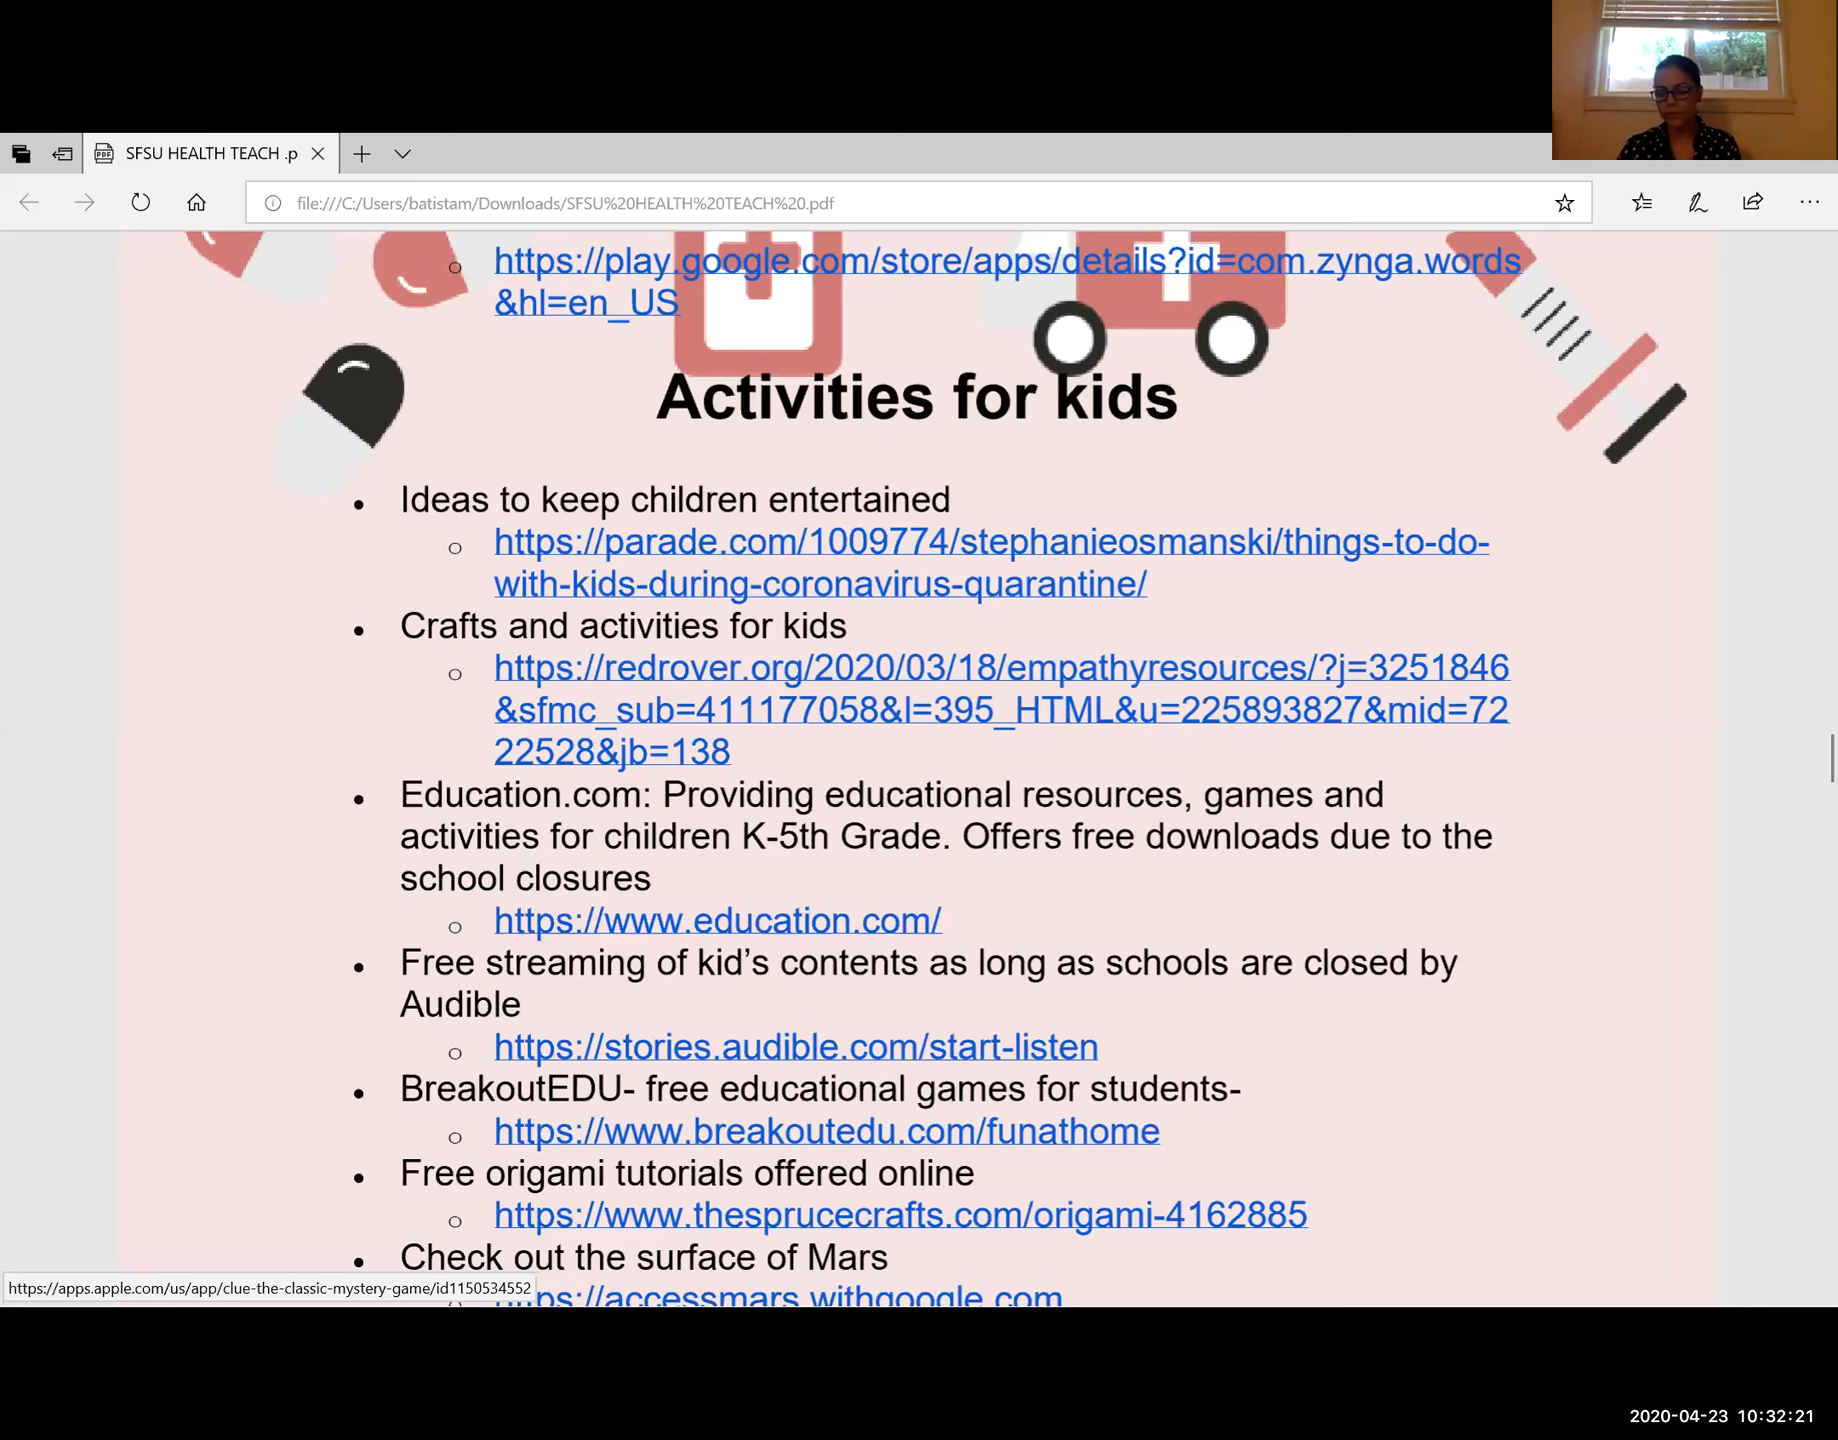 SFSU HEALTH TEACH .p
file:///C:/Users/batistam/Downloads/SFSU%20HEALTH%20TEACH%20.pdf
https://play.google.com/store/apps/details?id=com.zynga.words
&hl=en_US
Activities for kids
Ideas to keep children entertained
https://parade.com/1009774/stephanieosmanski/things-to-do-
with-kids-during-coronavirus-quarantine/
Crafts and activities for kids
https://redrover.org/2020/03/18/empathyresources/?j=3251846
&sfmc_sub=411177058&l=395_HTML&u=225893827&mid=72
22528&jb=138
Education.com: Providing educational resources, games and
activities for children K-5th Grade. Offers free downloads due to the
school closures
https://www.education.com/
Free streaming of kid’s contents as long as schools are closed by
Audible
https://stories.audible.com/start-listen
BreakoutEDU- free educational games for students-
https://www.breakoutedu.com/funathome
Free origami tutorials offered online
https://www.thesprucecrafts.com/origami-4162885
Check out the surface of Mars
https://accessmars.withgoogle.com
https://apps.apple.com/us/app/clue-the-classic-mystery-game/id1150534552
2020-04-23 10:32:21